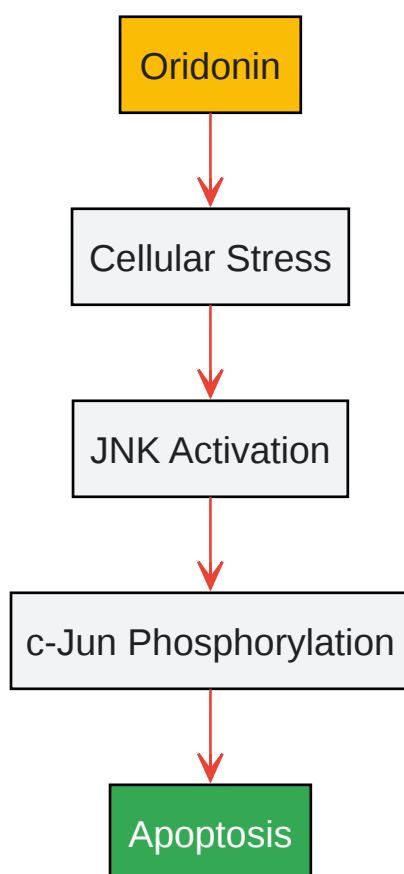 Oridonin
Cellular Stress
JNK Activation
c-Jun Phosphorylation
Apoptosis